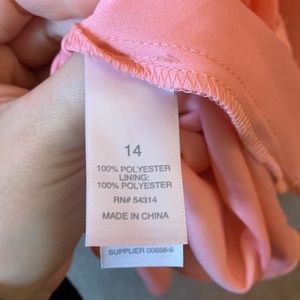 14
100% POLYESTER
LINING:
100% POLYESTER
RN# 54314
MADE IN CHINA
SUPPLIER 00658-9